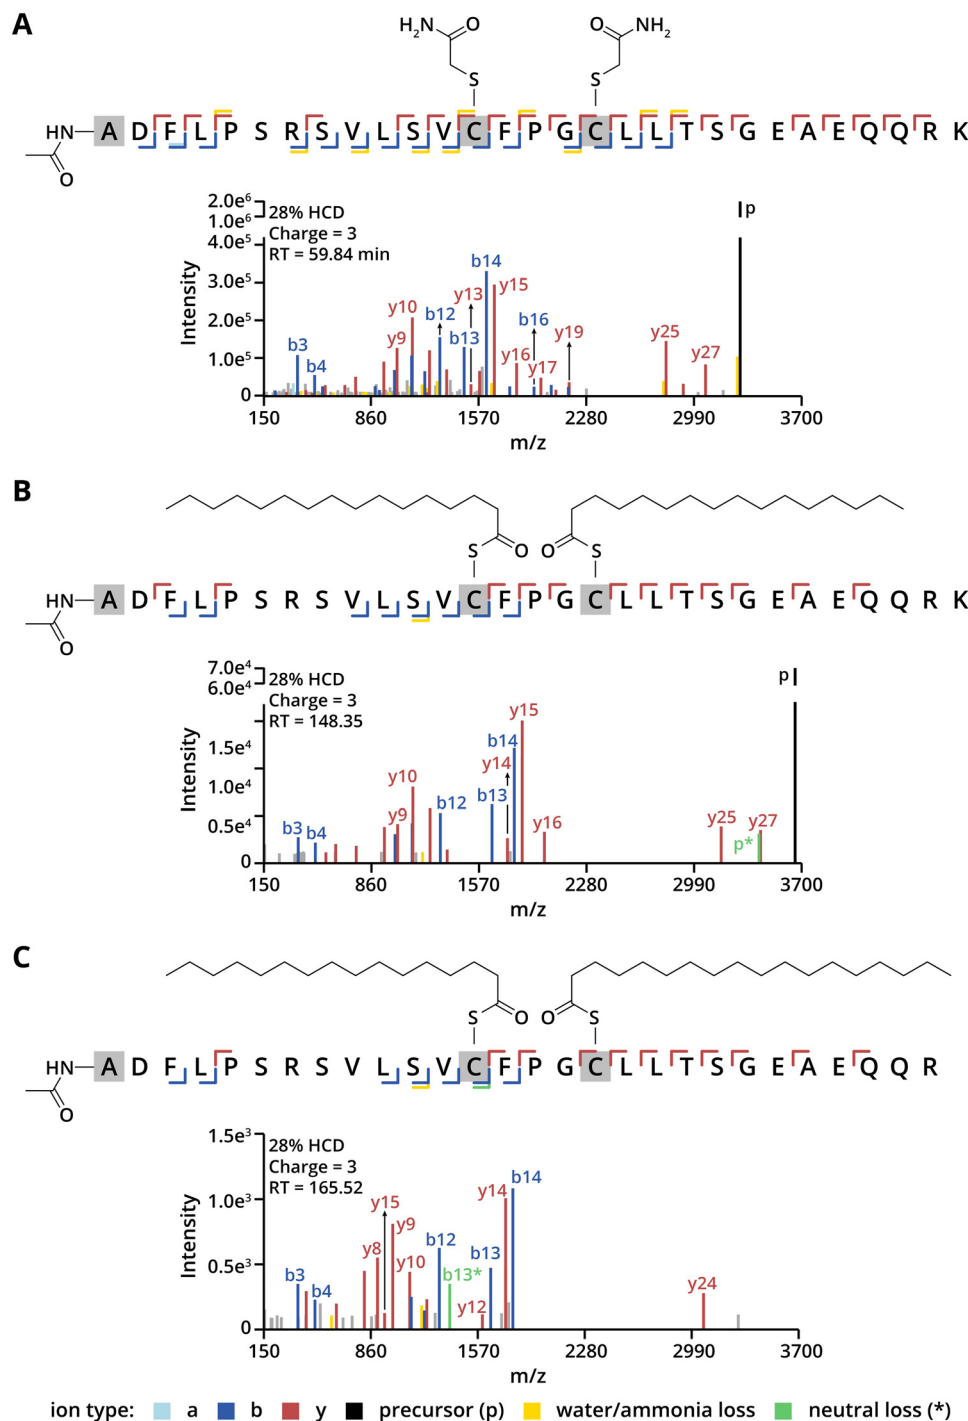 A
H₂N O O NH₂
S S
HN A D F L P S R S V L S V C F P G C L L T S G E A E Q Q R K
O
2.0e⁶
1.0e⁶
4.0e⁵
3.0e⁵
2.0e⁵
1.0e⁵
0
Intensity
28% HCD
Charge = 3
RT = 59.84 min
p
b3
b4
y9
y10
b12
y13
b13
b14
y15
y16
b16
y17
y19
y25
y27
150 860 1570 2280 2990 3700
m/z
B
S O O S
HN A D F L P S R S V L S V C F P G C L L T S G E A E Q Q R K
O
7.0e⁴
6.0e⁴
1.5e⁴
1.0e⁴
0.5e⁴
0
Intensity
28% HCD
Charge = 3
RT = 148.35
p
b3
b4
y9
y10
b12
b13
y14
b14
y15
y16
y25
p*
y27
150 860 1570 2280 2990 3700
m/z
C
S O O S
HN A D F L P S R S V L S V C F P G C L L T S G E A E Q Q R
O
1.5e³
1.0e³
0.5e³
0
Intensity
28% HCD
Charge = 3
RT = 165.52
b3
b4
y8
y15
y9
y10
b12
b13*
y12
b13
y14
b14
y24
150 860 1570 2280 2990 3700
m/z
ion type: a b y precursor (p) water/ammonia loss neutral loss (*)